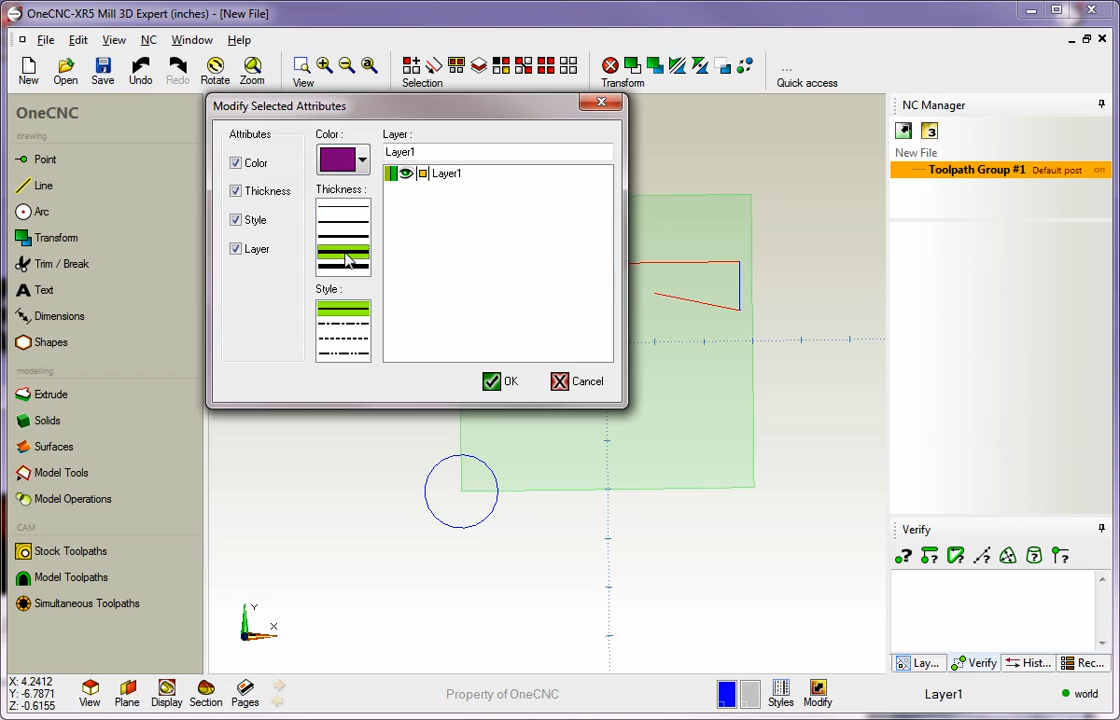 OneCNC-XR5 Mill 3D Expert (inches) - [New File]
File Edit View NC Window Help
New Open Save Undo Redo Rotate Zoom View Selection Transform ... Quick access
Modify Selected Attributes
Attributes
Color
Thickness
Style
Layer
Color :
Thickness :
Style :
Layer :
Layer1
Layer1
OK Cancel
OneCNC
drawing
Point
Line
Arc
Transform
Trim / Break
Text
Dimensions
Shapes
modelling
Extrude
Solids
Surfaces
Model Tools
Model Operations
CAM
Stock Toolpaths
Model Toolpaths
Simultaneous Toolpaths
Y
X
NC Manager
3
New File
Toolpath Group #1 Default post on
Verify
Lay... Verify Hist... Rec...
X: 4.2412
Y: -6.7871
Z: -0.6155
View Plane Display Section Pages
Property of OneCNC
Styles Modify
Layer1
world